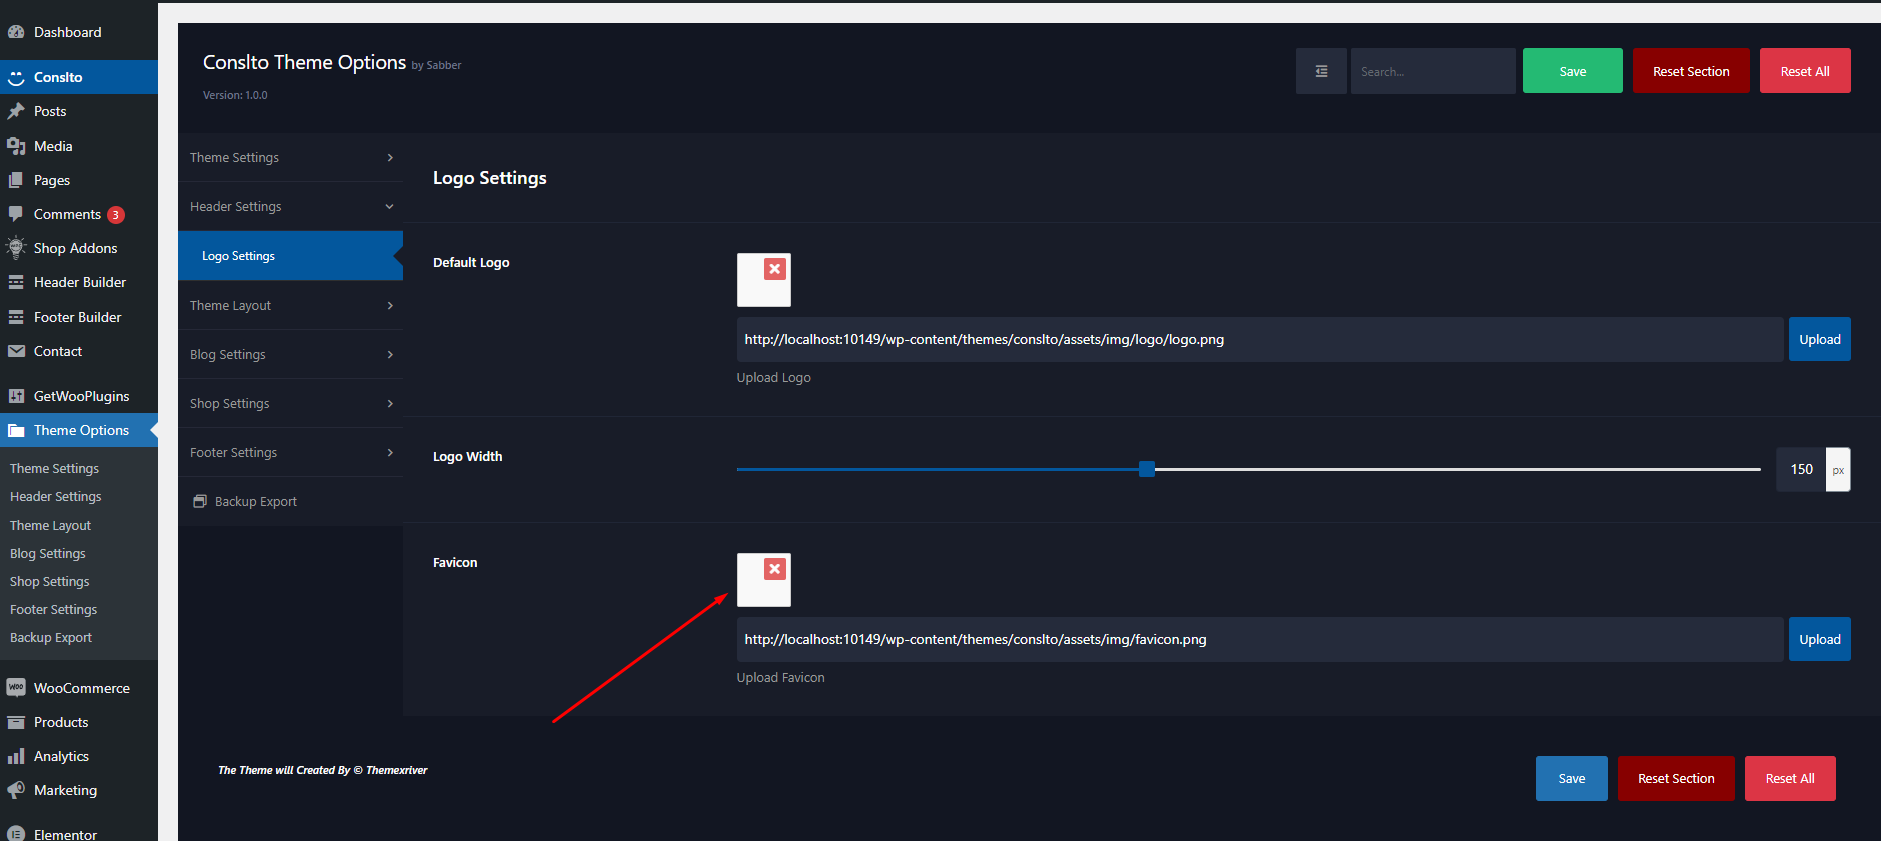 Dashboard
Conslto
Posts
Media
Pages
Comments 3
Shop Addons
Header Builder
Footer Builder
Contact
GetWooPlugins
Theme Options
Theme Settings
Header Settings
Theme Layout
Blog Settings
Shop Settings
Footer Settings
Backup Export
WooCommerce
Products
Analytics
Marketing
Elementor
Conslto Theme Options by Sabber
Version: 1.0.0
Search...
Save
Reset Section
Reset All
Theme Settings
Header Settings
Logo Settings
Theme Layout
Blog Settings
Shop Settings
Footer Settings
Backup Export
Logo Settings
Default Logo
http://localhost:10149/wp-content/themes/conslto/assets/img/logo/logo.png
Upload
Upload Logo
Logo Width
150 px
Favicon
http://localhost:10149/wp-content/themes/conslto/assets/img/favicon.png
Upload
Upload Favicon
The Theme will Created By © Themexriver
Save
Reset Section
Reset All